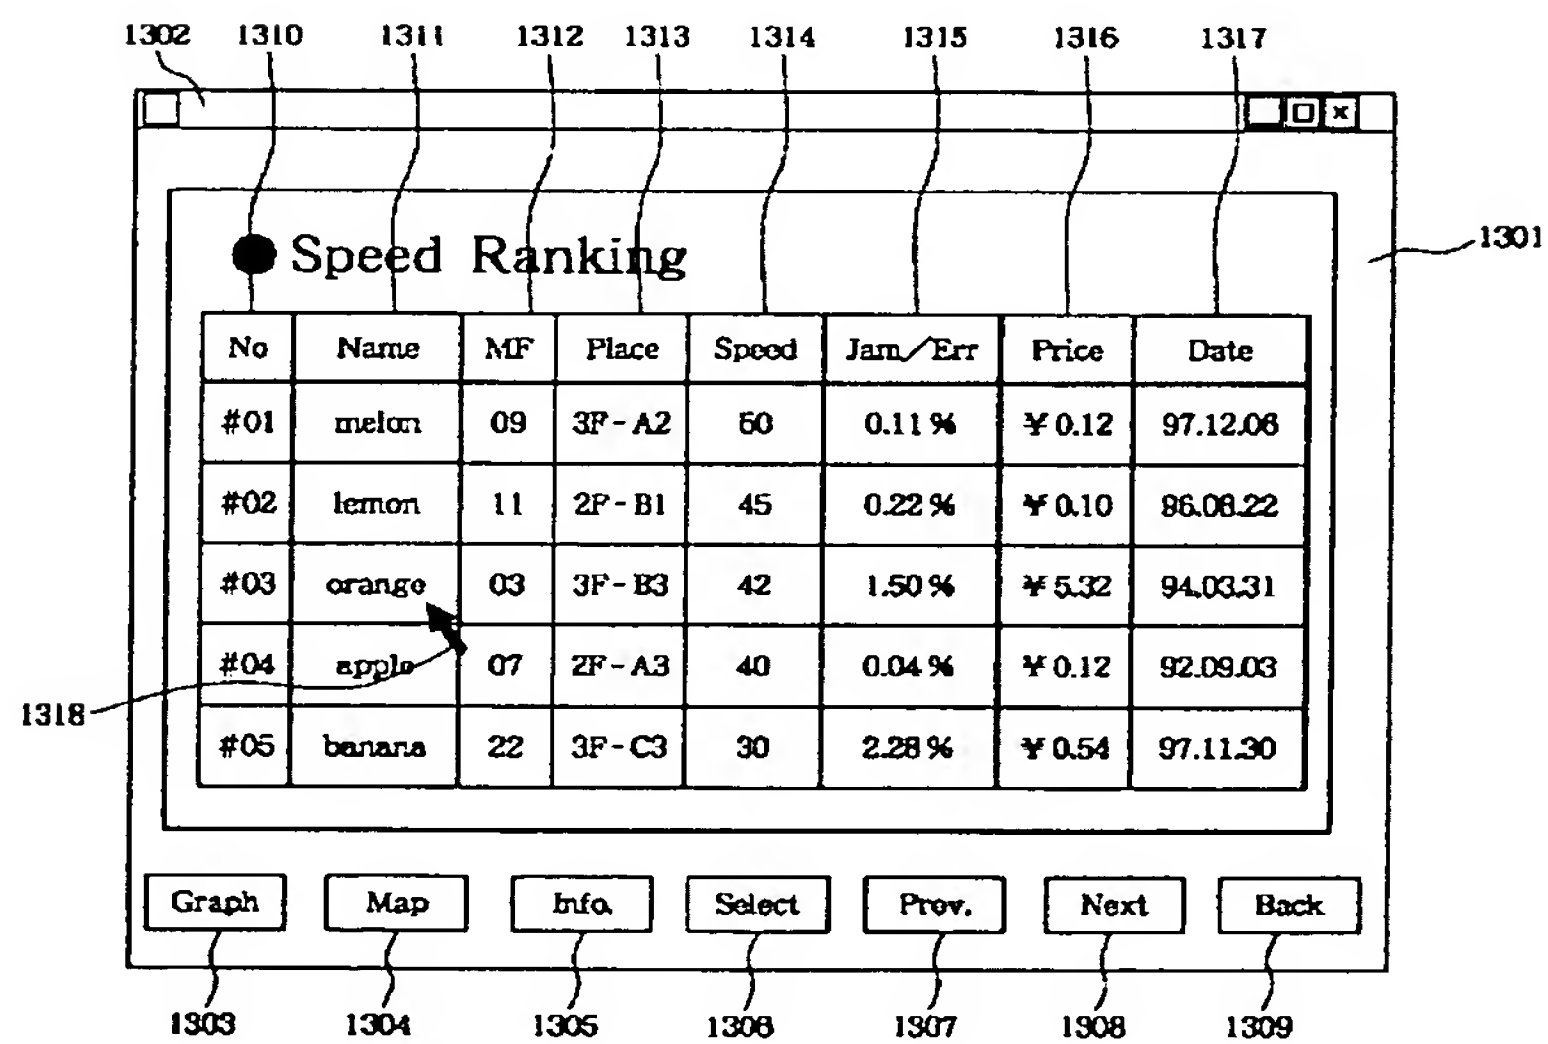 1302 1310 1311 1312 1313 1314 1315 1316 1317
1301
Speed Ranking
No Name MF Place Speed Jam/Err Price Date
#01 melon 09 3F-A2 50 0.11% ¥0.12 97.12.06
#02 lemon 11 2F-B1 45 0.22% ¥0.10 96.08.22
#03 orange 03 3F-B3 42 1.50% ¥5.32 94.03.31
#04 apple 07 2F-A3 40 0.04% ¥0.12 92.09.03
1318
#05 banana 22 3F-C3 30 2.28% ¥0.54 97.11.30
Graph Map Info. Select Prev. Next Back
1303 1304 1305 1306 1307 1308 1309